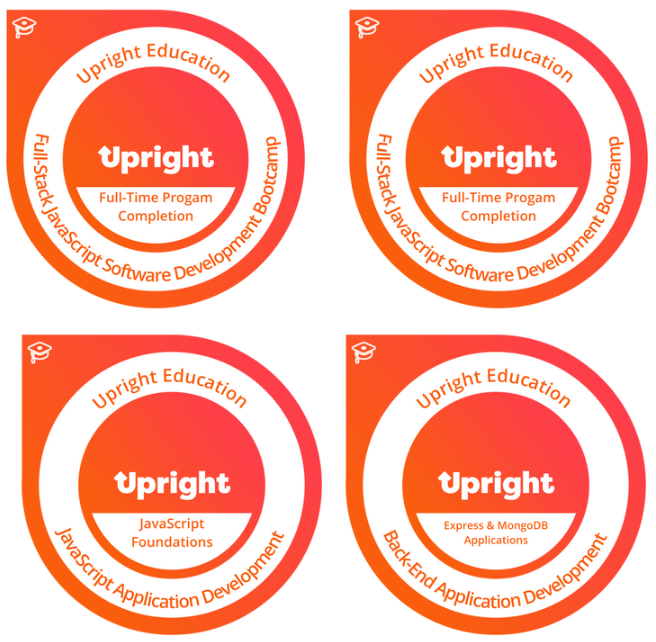 Upright Education
Upright
Full-Time Progam
Completion
Full-Stack JavaScript Software Development Bootcamp
Upright Education
Upright
Full-Time Progam
Completion
Full-Stack JavaScript Software Development Bootcamp
Upright Education
Upright
JavaScript
Foundations
JavaScript Application Development
Upright Education
Upright
Express & MongoDB
Applications
Back-End Application Development